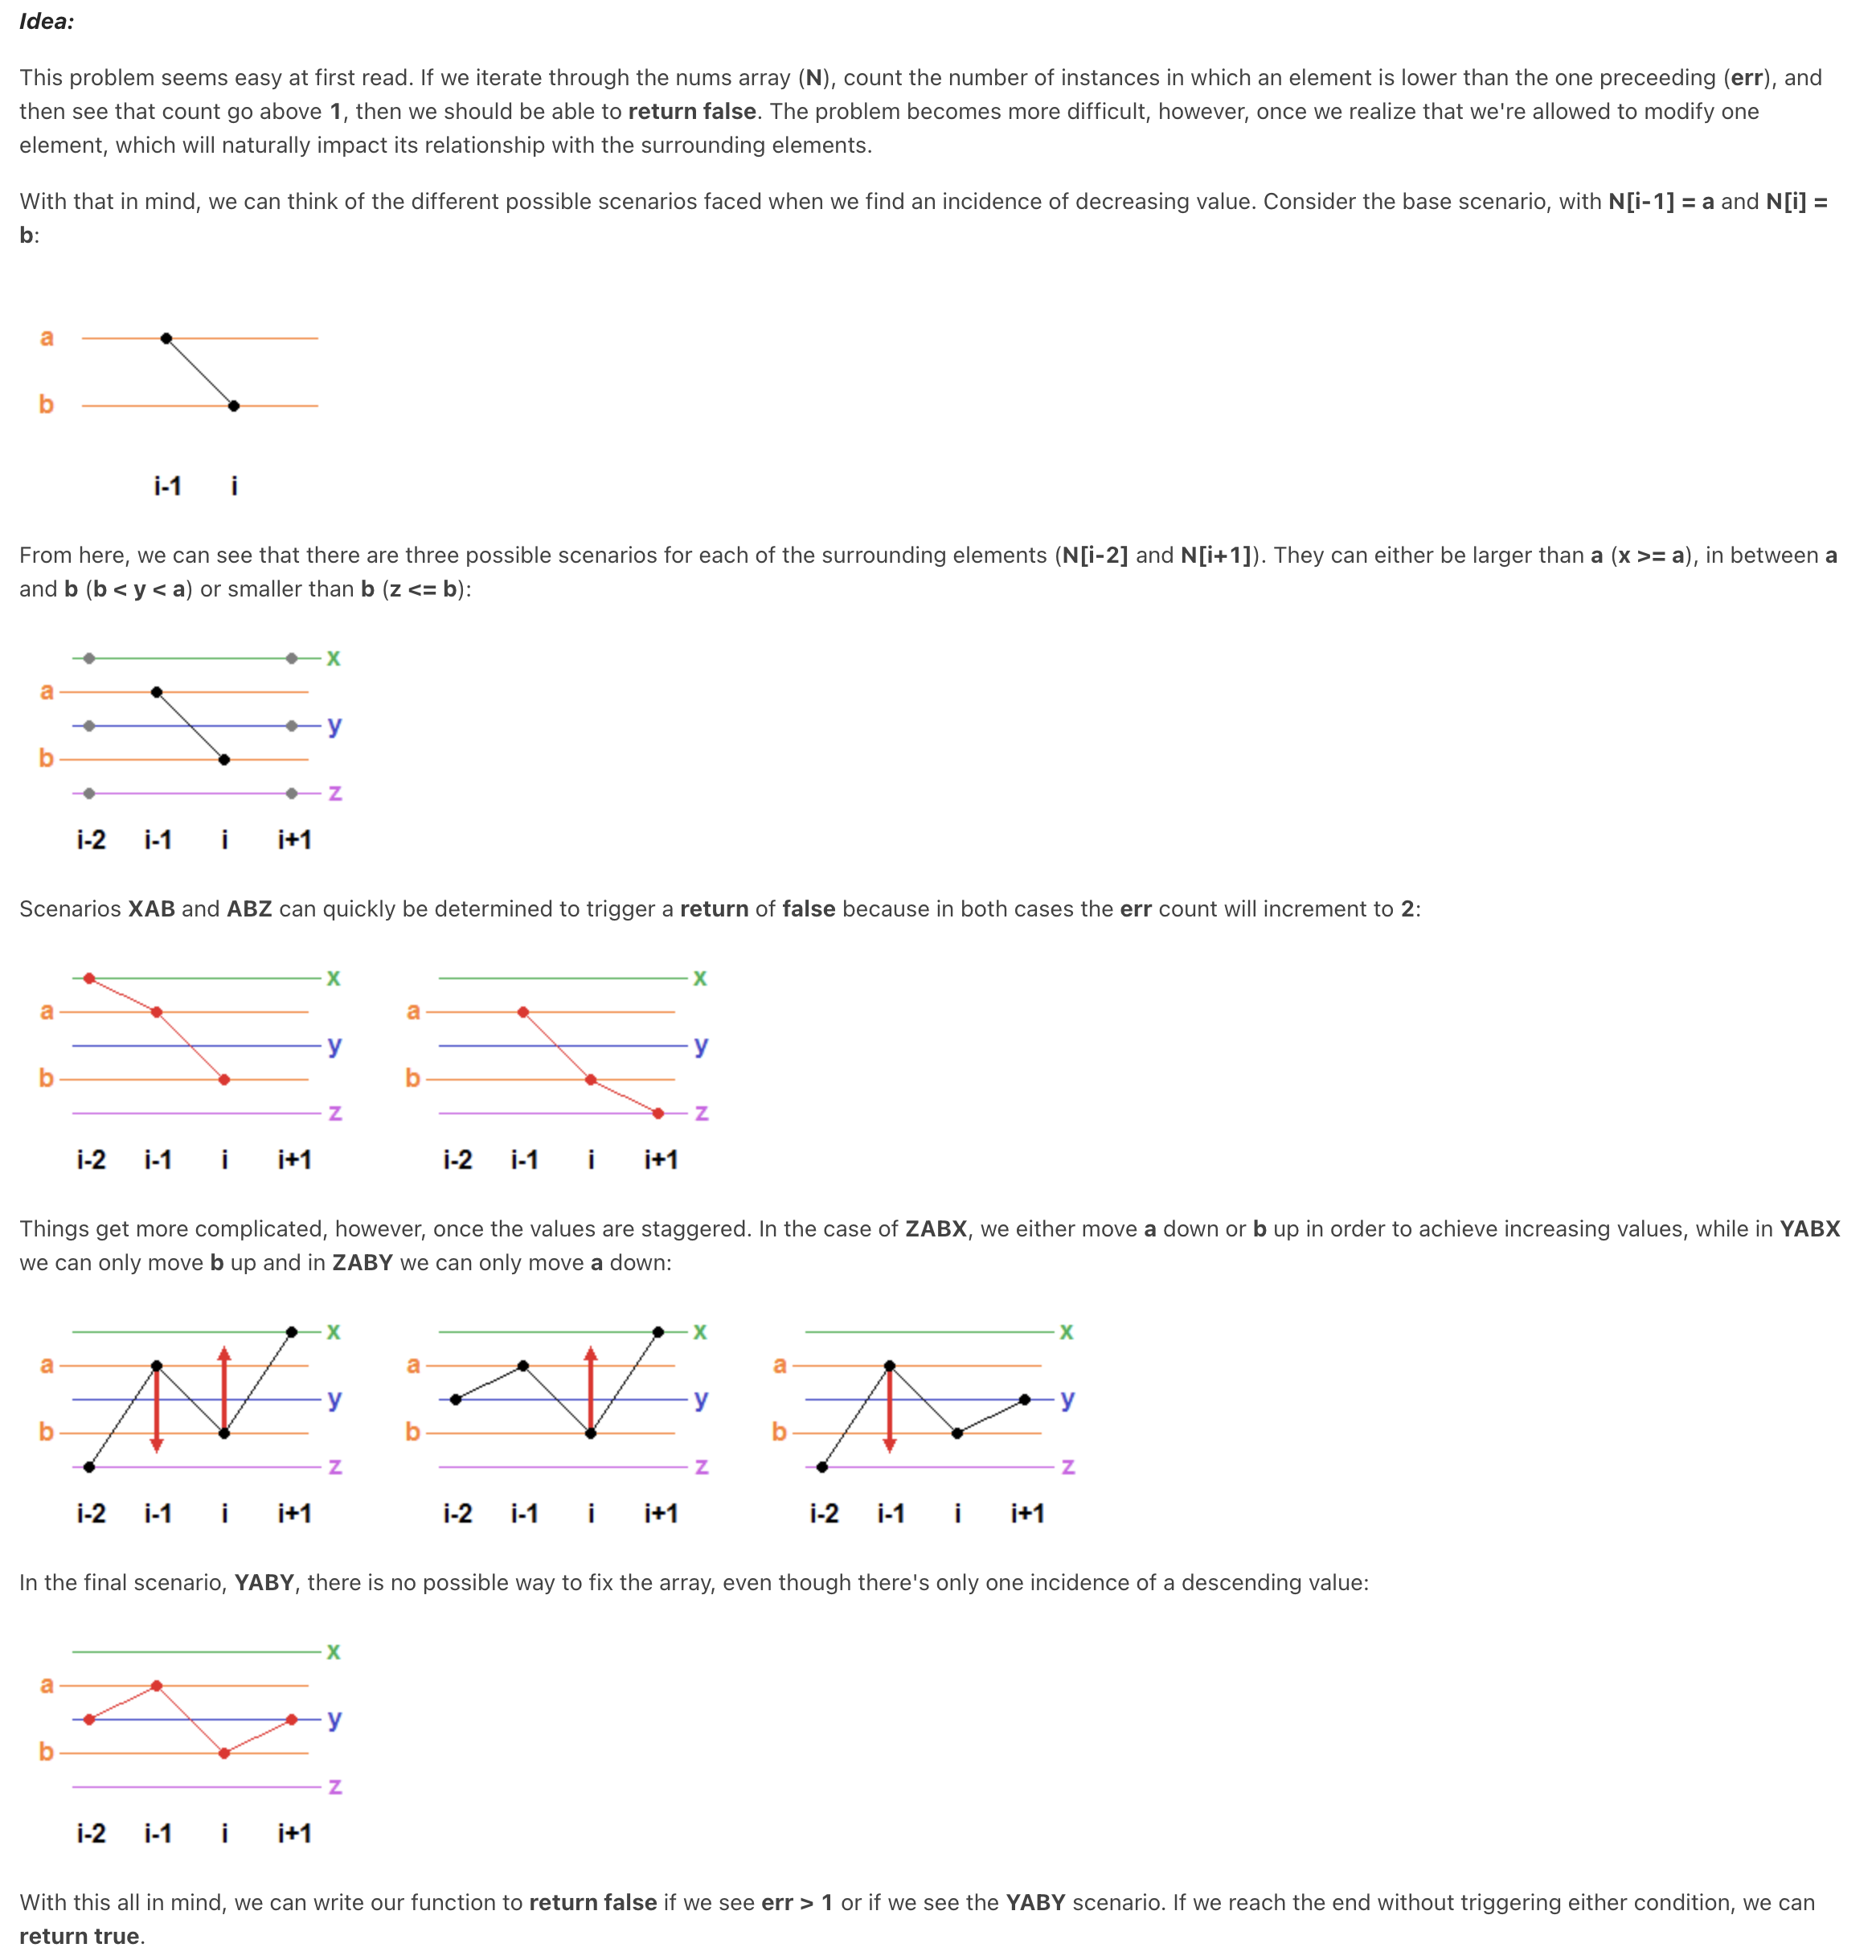 Idea:
This problem seems easy at first read. If we iterate through the nums array (N), count the number of instances in which an element is lower than the one preceeding (err), and
then see that count go above 1, then we should be able to return false. The problem becomes more difficult, however, once we realize that we're allowed to modify one
element, which will naturally impact its relationship with the surrounding elements.
With that in mind, we can think of the different possible scenarios faced when we find an incidence of decreasing value. Consider the base scenario, with N[i-1] = a and N[i] =
b:
a
b
i-1 i
From here, we can see that there are three possible scenarios for each of the surrounding elements (N[i-2] and N[i+1]). They can either be larger than a (x >= a), in between a
and b (b < y < a) or smaller than b (z <= b):
x
a
y
b
z
i-2 i-1 i i+1
Scenarios XAB and ABZ can quickly be determined to trigger a return of false because in both cases the err count will increment to 2:
x x
a a
y y
b b
z z
i-2 i-1 i i+1 i-2 i-1 i i+1
Things get more complicated, however, once the values are staggered. In the case of ZABX, we either move a down or b up in order to achieve increasing values, while in YABX
we can only move b up and in ZABY we can only move a down:
x x x
a a a
y y y
b b b
z z z
i-2 i-1 i i+1 i-2 i-1 i i+1 i-2 i-1 i i+1
In the final scenario, YABY, there is no possible way to fix the array, even though there's only one incidence of a descending value:
x
a
y
b
z
i-2 i-1 i i+1
With this all in mind, we can write our function to return false if we see err > 1 or if we see the YABY scenario. If we reach the end without triggering either condition, we can
return true.